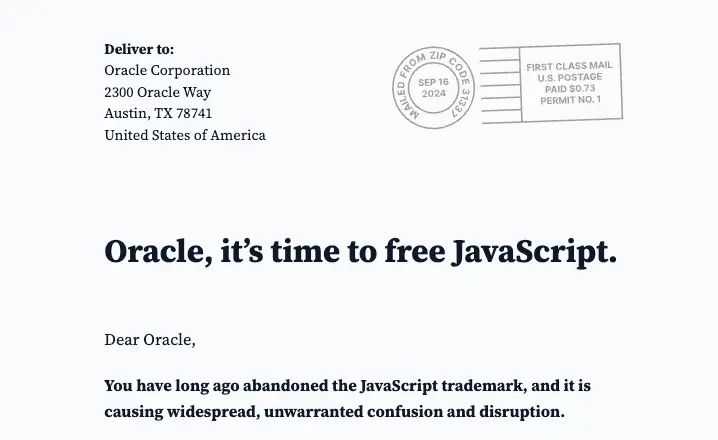 Deliver to:
Oracle Corporation
2300 Oracle Way
Austin, TX 78741
United States of America
MAILED FROM ZIP CODE 31337
SEP 16
2024
FIRST CLASS MAIL
U.S. POSTAGE
PAID $0.73
PERMIT NO. 1
Oracle, it’s time to free JavaScript.
Dear Oracle,
You have long ago abandoned the JavaScript trademark, and it is
causing widespread, unwarranted confusion and disruption.